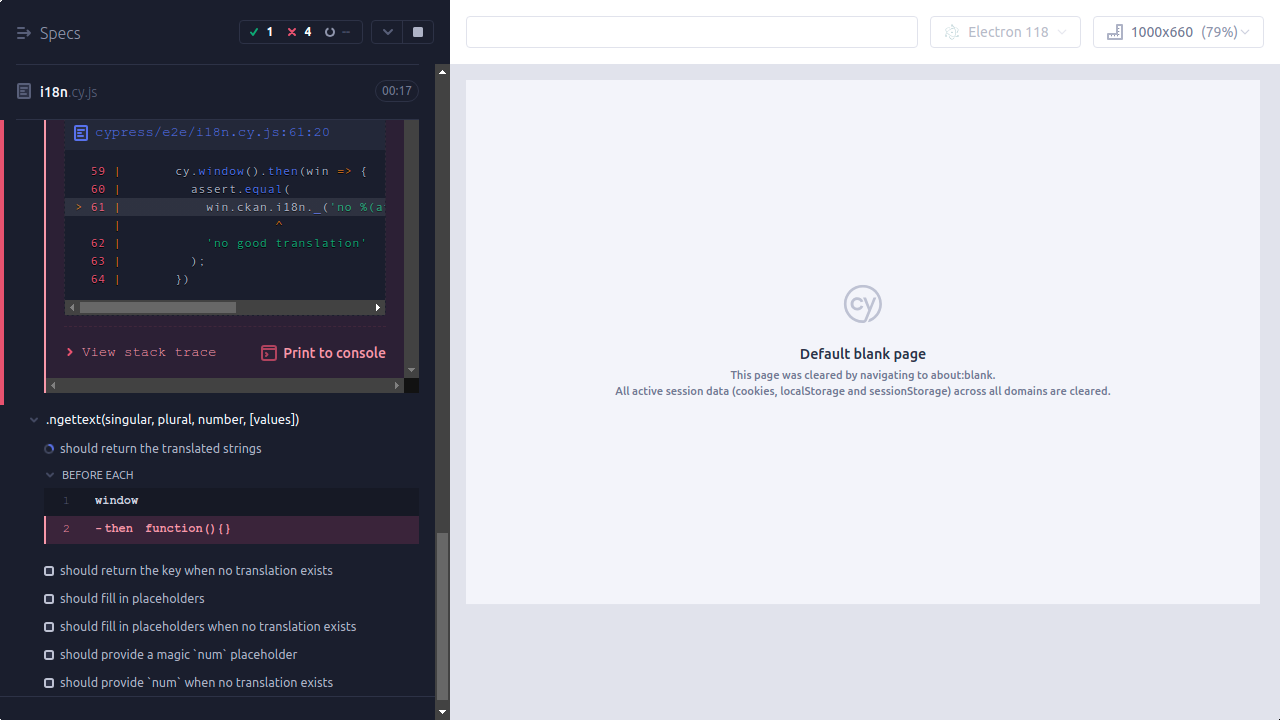 Specs
1
4
--
i18n.cy.js
00:17
cypress/e2e/i18n.cy.js:61:20
59 | cy.window().then(win => {
60 | assert.equal(
> 61 | win.ckan.i18n._('no %(a
| ^
62 | 'no good translation'
63 | );
64 | })
View stack trace
Print to console
.ngettext(singular, plural, number, [values])
should return the translated strings
BEFORE EACH
1 window
2 -then function(){}
should return the key when no translation exists
should fill in placeholders
should fill in placeholders when no translation exists
should provide a magic `num` placeholder
should provide `num` when no translation exists
Electron 118
1000x660 (79%)
cy
Default blank page
This page was cleared by navigating to about:blank.
All active session data (cookies, localStorage and sessionStorage) across all domains are cleared.